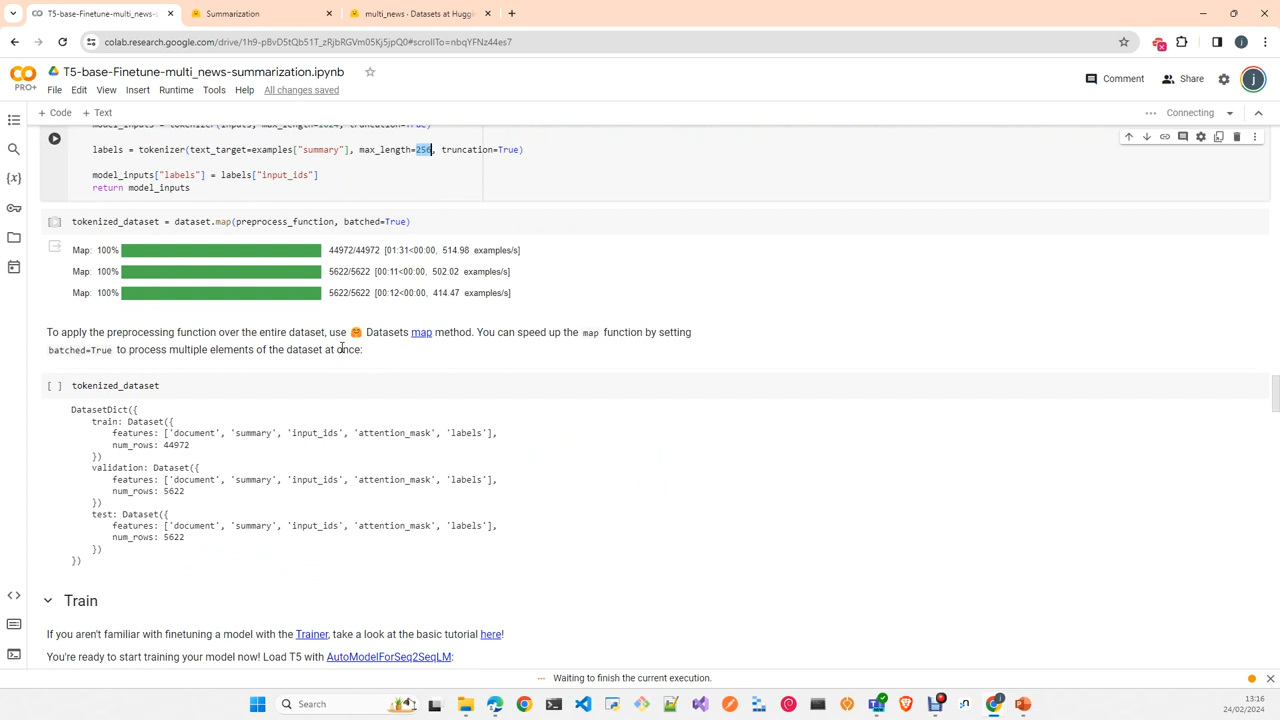 T5-base-Finetune-multi_news-s
Summarization
multi_news · Datasets at Huggi
colab.research.google.com/drive/1h9-pBvD5tQb51T_zRjbRGVm05Kj5jpQ0#scrollTo=nbqYFNz44es7
CO
PRO+
T5-base-Finetune-multi_news-summarization.ipynb
File Edit View Insert Runtime Tools Help All changes saved
Comment Share
+ Code + Text
Connecting
model_inputs = tokenizer(inputs, max_length=1024, truncation=True)
labels = tokenizer(text_target=examples["summary"], max_length=256, truncation=True)
model_inputs["labels"] = labels["input_ids"]
return model_inputs
tokenized_dataset = dataset.map(preprocess_function, batched=True)
Map: 100% 44972/44972 [01:31<00:00, 514.98 examples/s]
Map: 100% 5622/5622 [00:11<00:00, 502.02 examples/s]
Map: 100% 5622/5622 [00:12<00:00, 414.47 examples/s]
To apply the preprocessing function over the entire dataset, use 🤗 Datasets map method. You can speed up the map function by setting
batched=True to process multiple elements of the dataset at once:
[ ] tokenized_dataset
DatasetDict({
train: Dataset({
features: ['document', 'summary', 'input_ids', 'attention_mask', 'labels'],
num_rows: 44972
})
validation: Dataset({
features: ['document', 'summary', 'input_ids', 'attention_mask', 'labels'],
num_rows: 5622
})
test: Dataset({
features: ['document', 'summary', 'input_ids', 'attention_mask', 'labels'],
num_rows: 5622
})
})
Train
If you aren't familiar with finetuning a model with the Trainer, take a look at the basic tutorial here!
You're ready to start training your model now! Load T5 with AutoModelForSeq2SeqLM:
Waiting to finish the current execution.
Search
13:16
24/02/2024